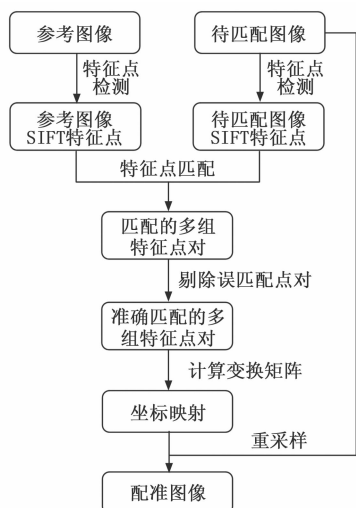 参考图像
待匹配图像
特征点
检测
特征点
检测
参考图像
SIFT特征点
待匹配图像
SIFT特征点
特征点匹配
匹配的多组
特征点对
剔除误匹配点对
准确匹配的多
组特征点对
计算变换矩阵
坐标映射
重采样
配准图像